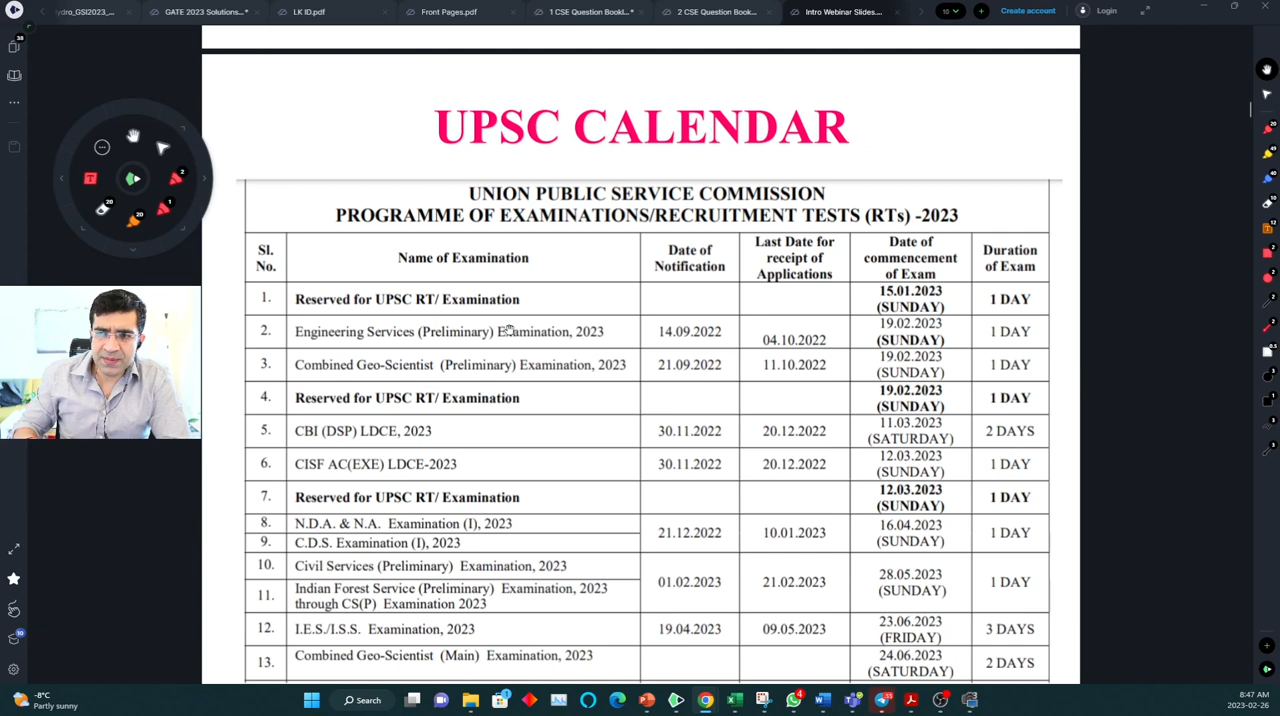 ydro_GSI2023_
GATE 2022 Solutions...*
LK ID.pdf
Front Pages.pdf
1 CSE Question Bookl...*
2 CSE Question Book...
Intro Webinar Slides....
10
Create account
Login
UPSC CALENDAR
UNION PUBLIC SERVICE COMMISSION
PROGRAMME OF EXAMINATIONS/RECRUITMENT TESTS (RTs) -2023
Sl. No. Name of Examination Date of Notification Last Date for receipt of Applications Date of commencement of Exam Duration of Exam
1. Reserved for UPSC RT/ Examination 15.01.2023 (SUNDAY) 1 DAY
2. Engineering Services (Preliminary) Examination, 2023 14.09.2022 04.10.2022 19.02.2023 (SUNDAY) 1 DAY
3. Combined Geo-Scientist (Preliminary) Examination, 2023 21.09.2022 11.10.2022 19.02.2023 (SUNDAY) 1 DAY
4. Reserved for UPSC RT/ Examination 19.02.2023 (SUNDAY) 1 DAY
5. CBI (DSP) LDCE, 2023 30.11.2022 20.12.2022 11.03.2023 (SATURDAY) 2 DAYS
6. CISF AC(EXE) LDCE-2023 30.11.2022 20.12.2022 12.03.2023 (SUNDAY) 1 DAY
7. Reserved for UPSC RT/ Examination 12.03.2023 (SUNDAY) 1 DAY
8. N.D.A. & N.A. Examination (I), 2023 21.12.2022 10.01.2023 16.04.2023 (SUNDAY) 1 DAY
9. C.D.S. Examination (I), 2023
10. Civil Services (Preliminary) Examination, 2023 01.02.2023 21.02.2023 28.05.2023 (SUNDAY) 1 DAY
11. Indian Forest Service (Preliminary) Examination, 2023 through CS(P) Examination 2023
12. I.E.S./I.S.S. Examination, 2023 19.04.2023 09.05.2023 23.06.2023 (FRIDAY) 3 DAYS
13. Combined Geo-Scientist (Main) Examination, 2023 24.06.2023 (SATURDAY) 2 DAYS
-8°C
Partly sunny
Search
8:47 AM
2023-02-26